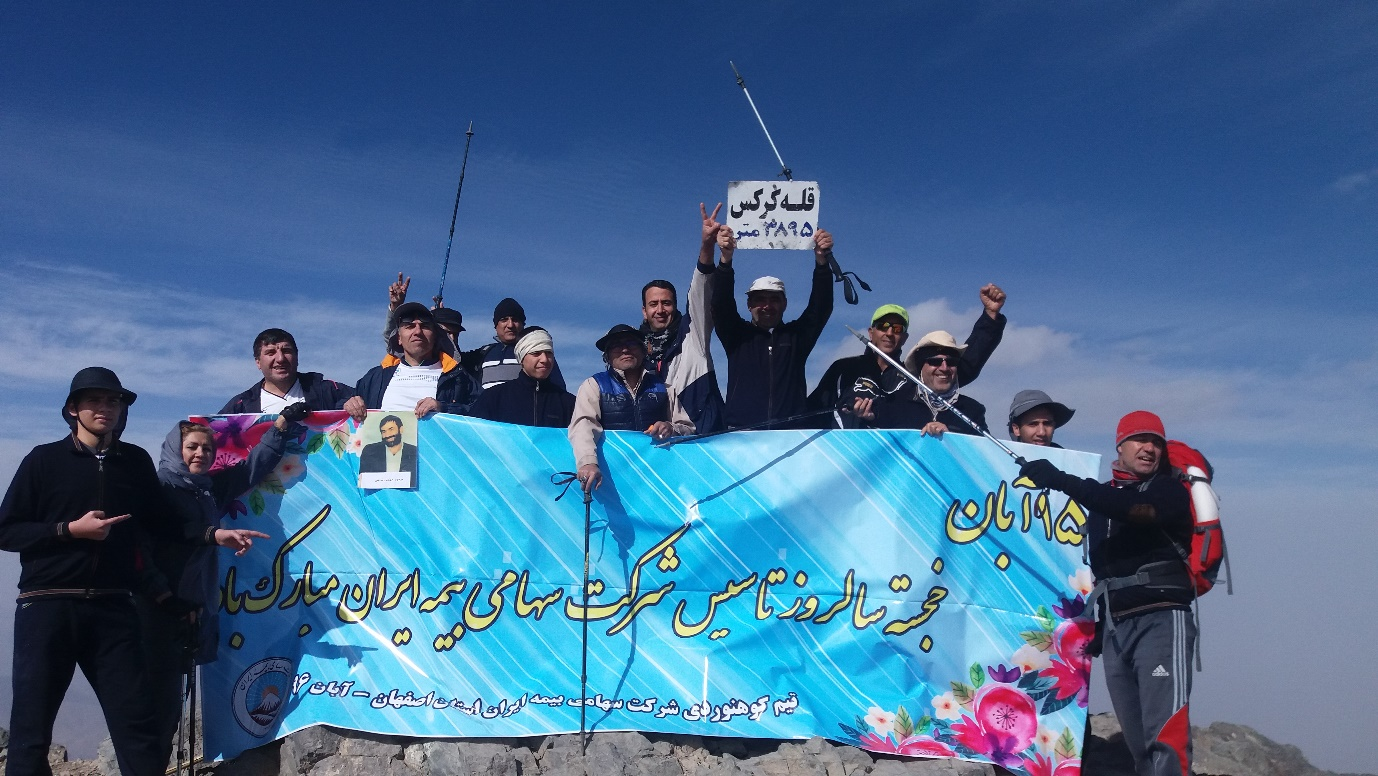 قله کرکس
۳۸۹۵ متر
۱۵ آبان
خجسته سالروز تاسیس شرکت سهامی بیمه ایران مبارک باد
تیم کوهنوردی شرکت سهامی بیمه ایران استان اصفهان - آبان ۹۶